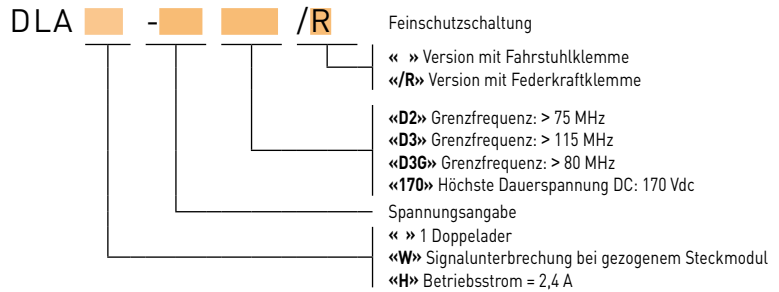 DLA - /R
Feinschutzschaltung
« » Version mit Fahrstuhlklemme
«/R» Version mit Federkraftklemme
«D2» Grenzfrequenz: > 75 MHz
«D3» Grenzfrequenz: > 115 MHz
«D3G» Grenzfrequenz: > 80 MHz
«170» Höchste Dauerspannung DC: 170 Vdc
Spannungsangabe
« » 1 Doppelader
«W» Signalunterbrechung bei gezogenem Steckmodul
«H» Betriebsstrom = 2,4 A